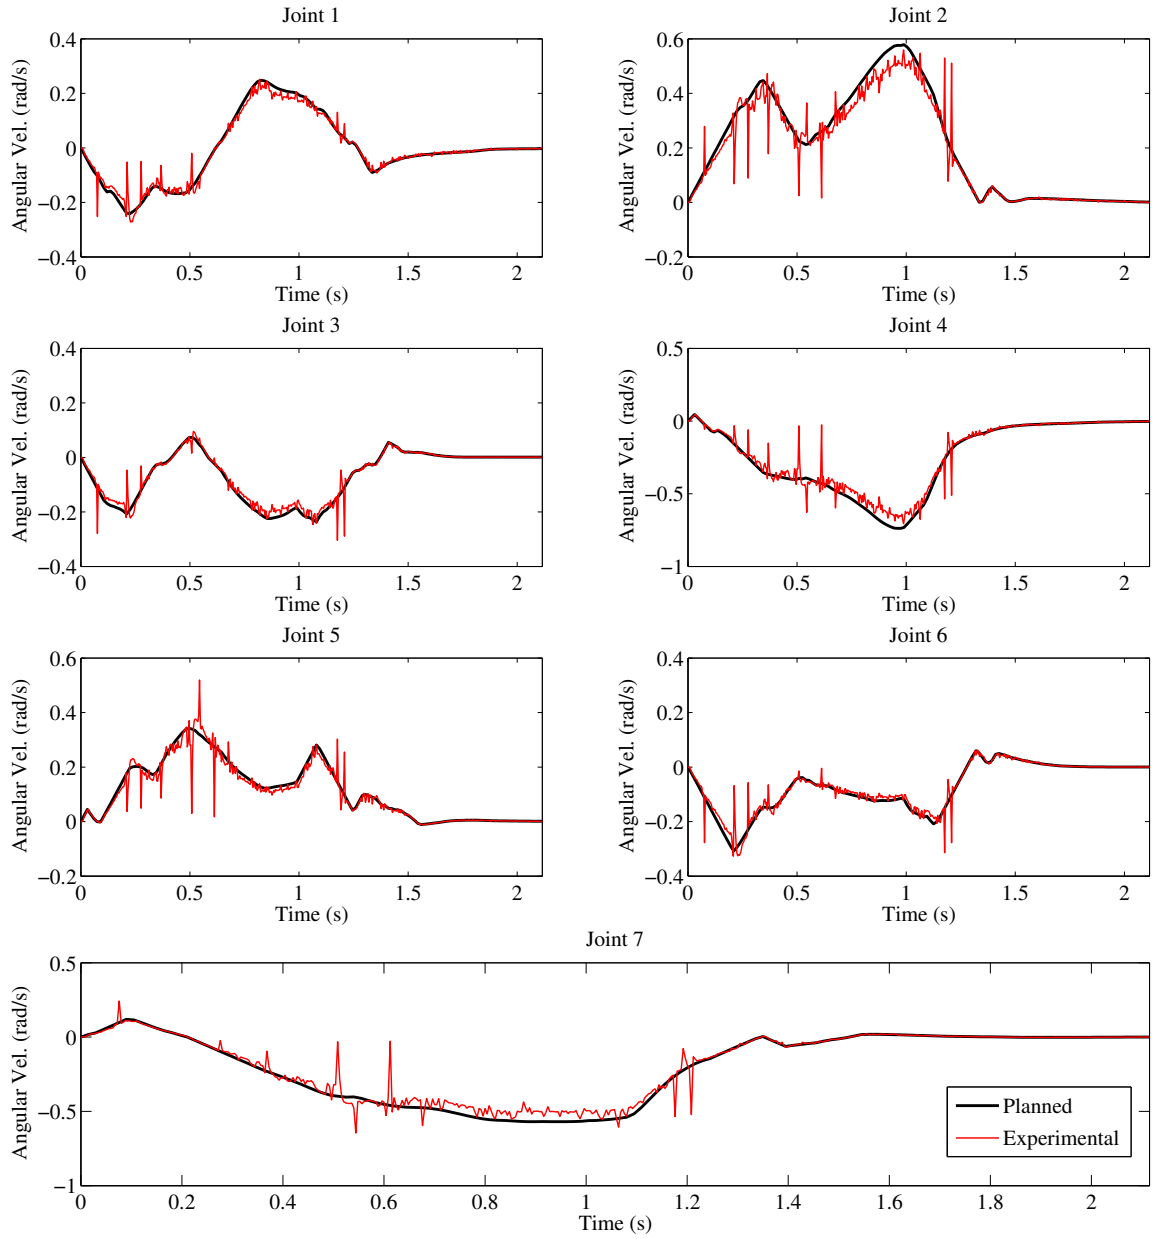 Joint 1
Joint 2
0.4
0.2
0
−0.2
−0.4
Angular Vel. (rad/s)
0 0.5 1 1.5 2
Time (s)
0.6
0.4
0.2
0
−0.2
Angular Vel. (rad/s)
0 0.5 1 1.5 2
Time (s)
Joint 3
Joint 4
0.4
0.2
0
−0.2
−0.4
Angular Vel. (rad/s)
0 0.5 1 1.5 2
Time (s)
0.5
0
−0.5
−1
Angular Vel. (rad/s)
0 0.5 1 1.5 2
Time (s)
Joint 5
Joint 6
0.6
0.4
0.2
0
−0.2
Angular Vel. (rad/s)
0 0.5 1 1.5 2
Time (s)
0.4
0.2
0
−0.2
−0.4
Angular Vel. (rad/s)
0 0.5 1 1.5 2
Time (s)
Joint 7
0.5
0
−0.5
−1
Angular Vel. (rad/s)
Planned
Experimental
0 0.2 0.4 0.6 0.8 1 1.2 1.4 1.6 1.8 2
Time (s)